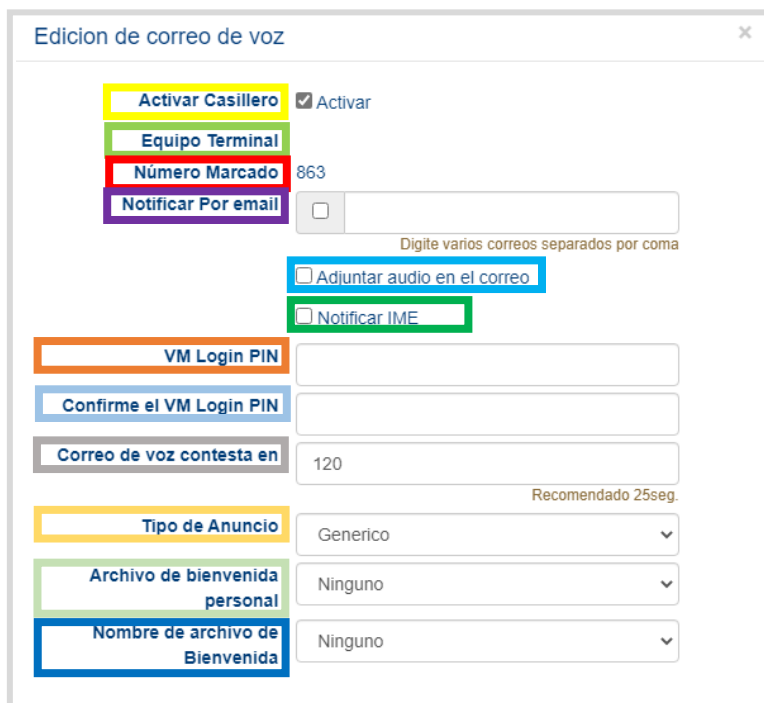 Edicion de correo de voz
×
Activar Casillero Activar
Equipo Terminal
Número Marcado 863
Notificar Por email
Digite varios correos separados por coma
Adjuntar audio en el correo
Notificar IME
VM Login PIN
Confirme el VM Login PIN
Correo de voz contesta en 120
Recomendado 25seg.
Tipo de Anuncio Generico
Archivo de bienvenida
personal
Ninguno
Nombre de archivo de
Bienvenida
Ninguno